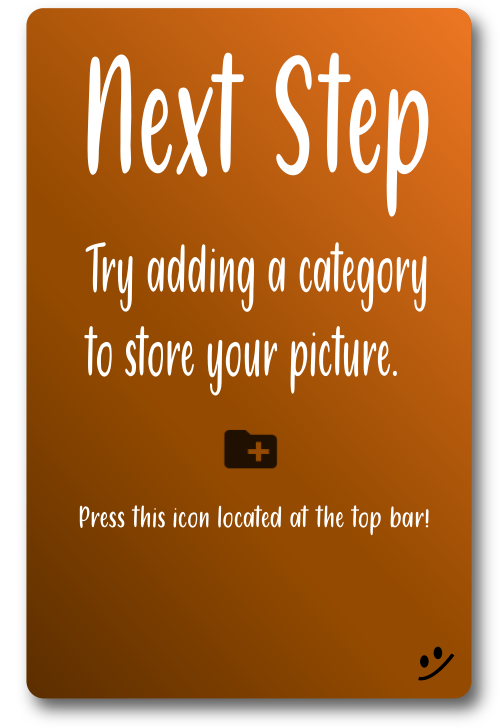 Next Step
Try adding a category
to store your picture.
Press this icon located at the top bar!